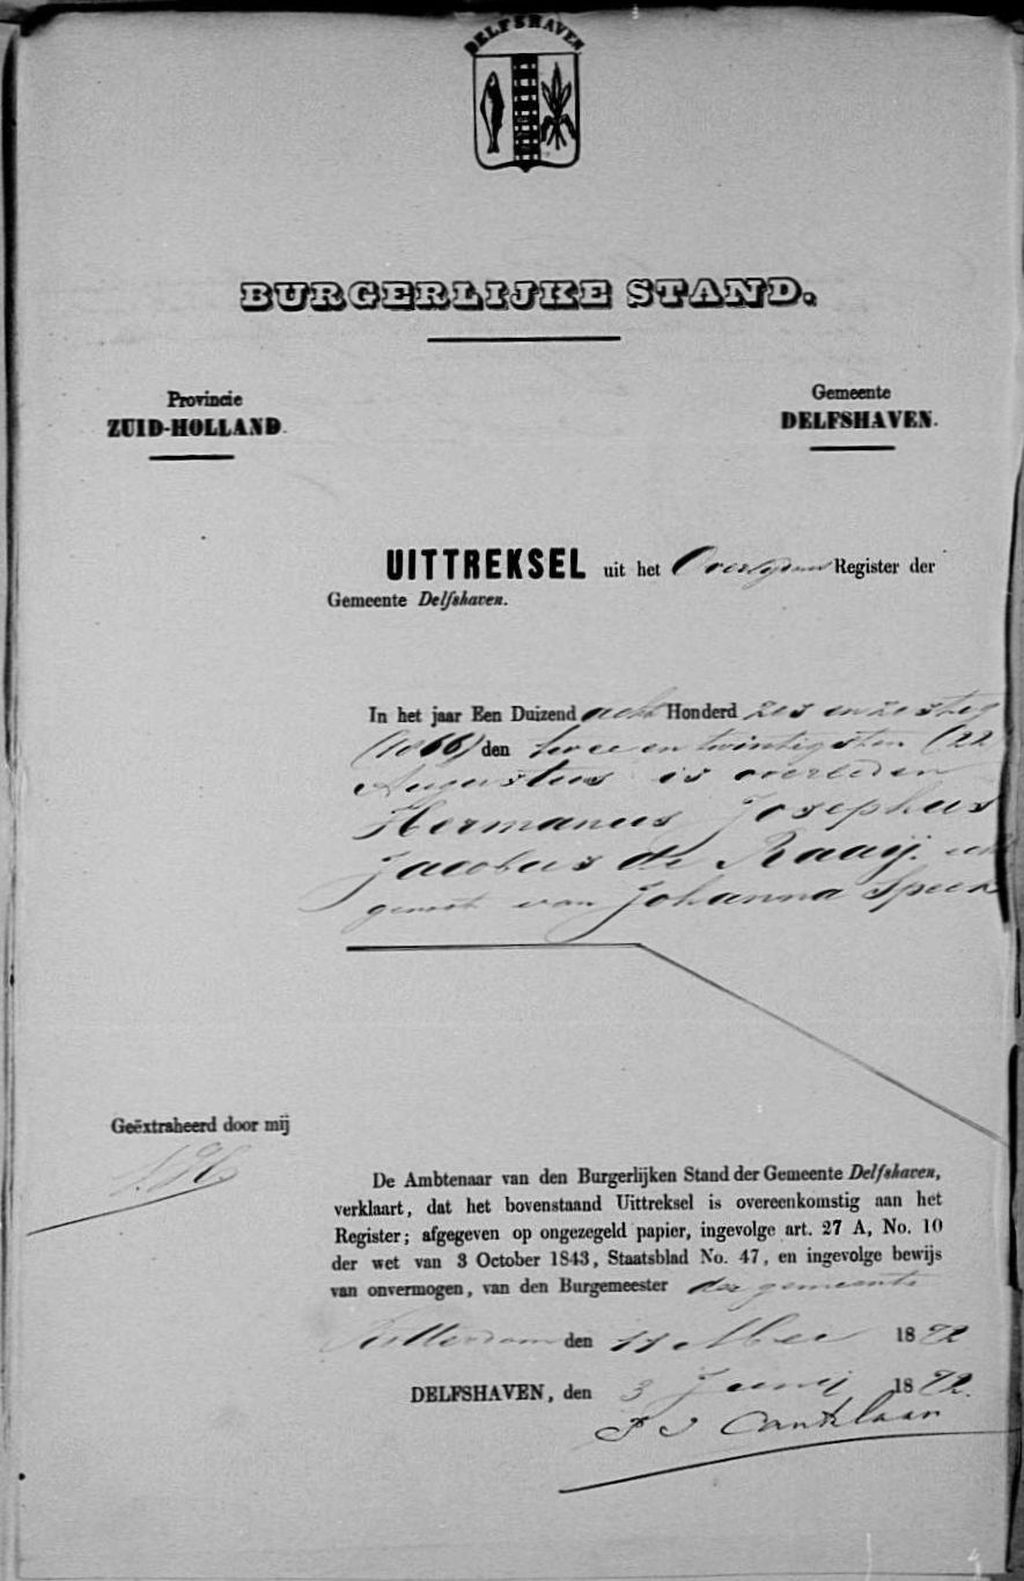 DELFSHAVEN
BURGERLIJKE STAND.
Provincie
ZUID-HOLLAND.
Gemeente
DELFSHAVEN.
UITTREKSEL uit het Overlijdens Register der
Gemeente Delfshaven.
In het jaar Een Duizend acht Honderd zes en zestig
(1866) den twee en twintigsten (22
Augustus is overleden
Hermanus Josephus
Jacobus de Raaij. echt
genoot van Johanna Speek
Geëxtraheerd door mij
De Ambtenaar van den Burgerlijken Stand der Gemeente Delfshaven,
verklaart, dat het bovenstaand Uittreksel is overeenkomstig aan het
Register; afgegeven op ongezegeld papier, ingevolge art. 27 A, No. 10
der wet van 3 October 1843, Staatsblad No. 47, en ingevolge bewijs
van onvermogen, van den Burgemeester der gemeente
Rotterdam den 11 Mei 1872
DELFSHAVEN, den 3 Junij 1872.